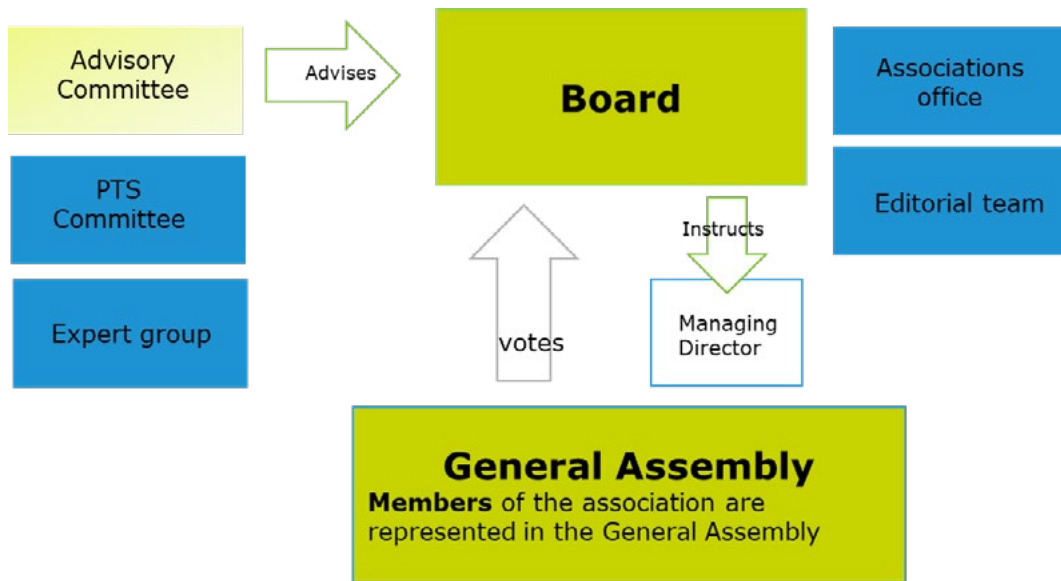 Advisory
Committee
Advises
Board
Associations
office
PTS
Committee
Editorial team
Instructs
Expert group
votes
Managing
Director
General Assembly
Members of the association are
represented in the General Assembly